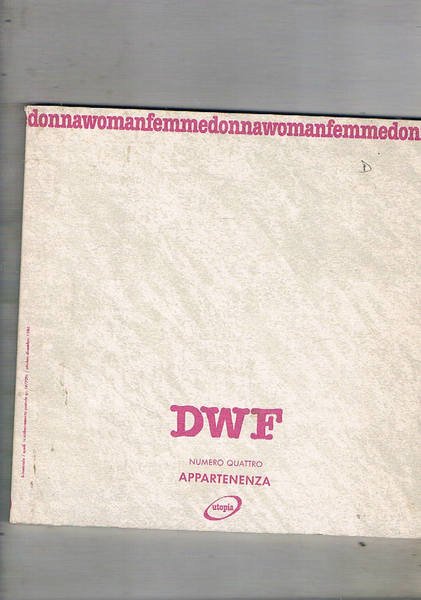 donnawomanfemmedonnawomanfemmedon
D
DWF
NUMERO QUATTRO
APPARTENENZA
utopia